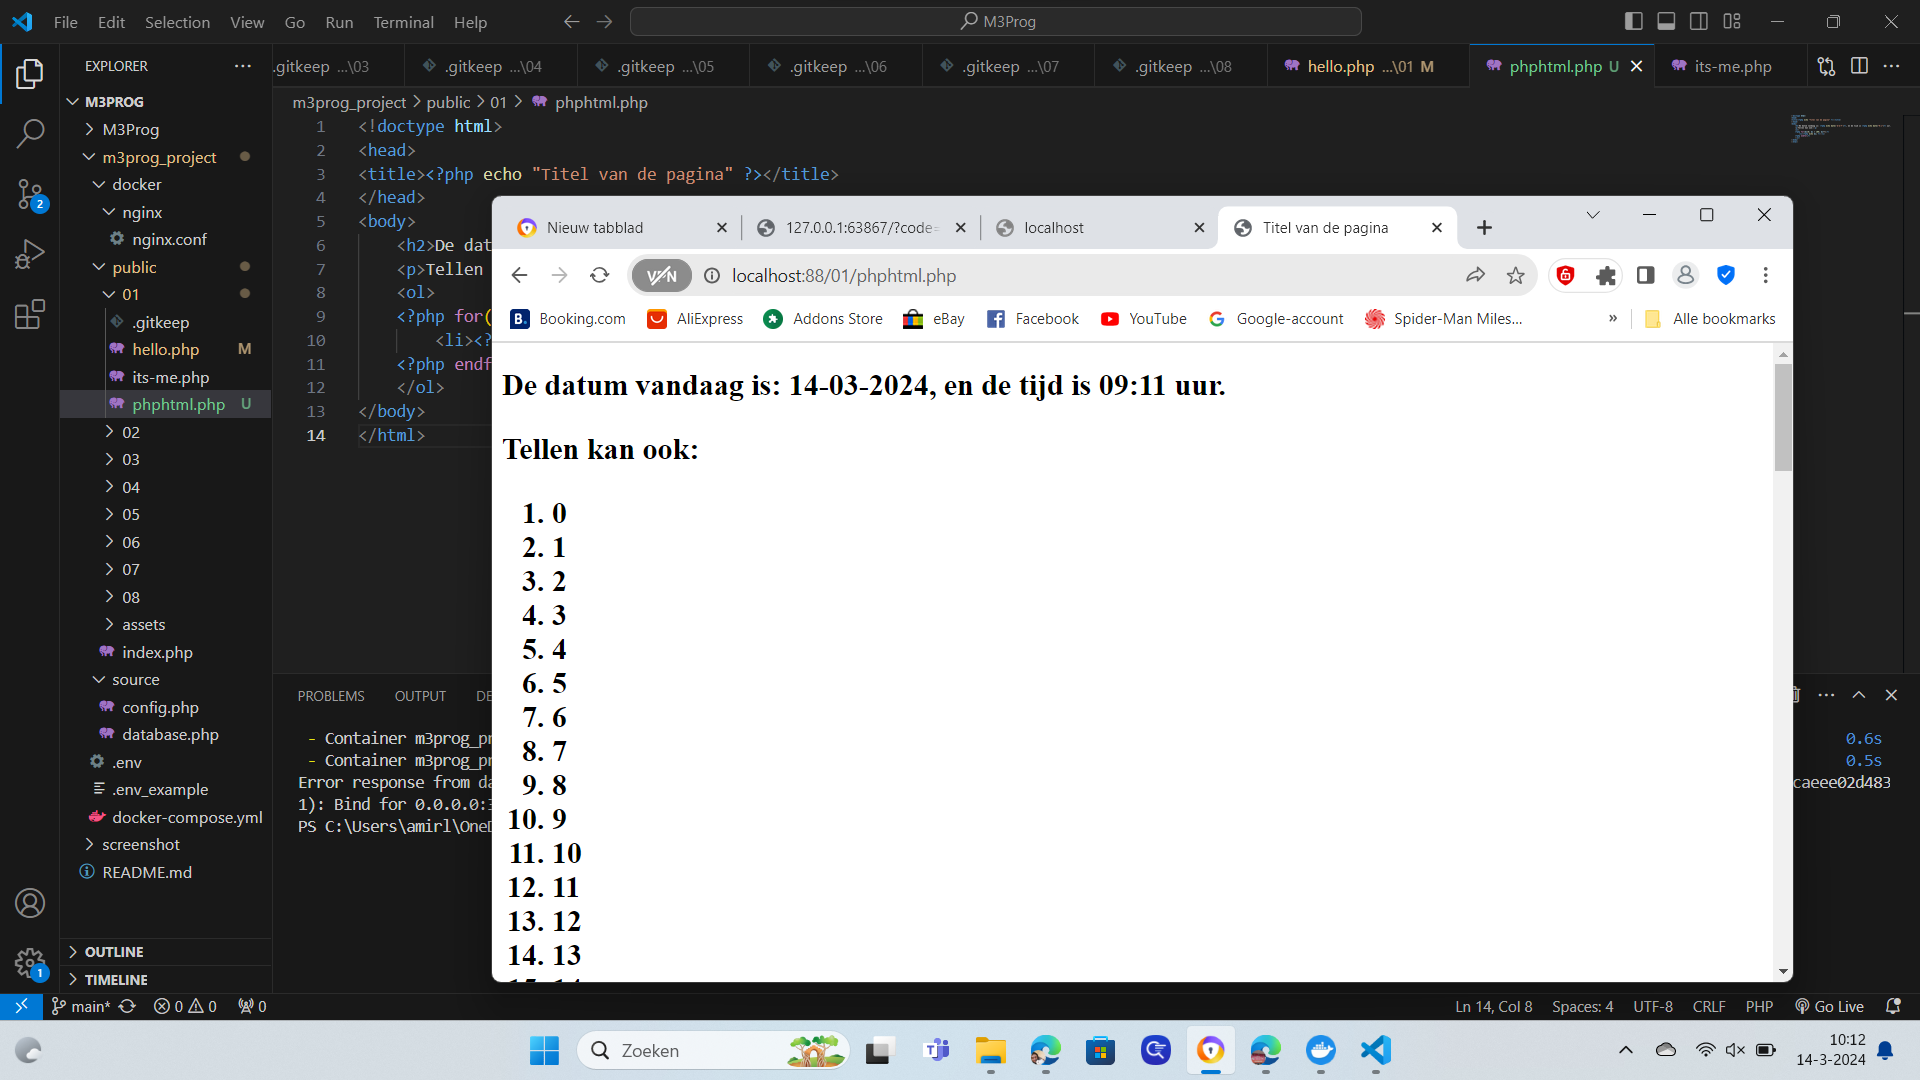 File Edit Selection View Go Run Terminal Help
M3Prog
EXPLORER
.gitkeep ...\03
.gitkeep ...\04
.gitkeep ...\05
.gitkeep ...\06
.gitkeep ...\07
.gitkeep ...\08
hello.php ...\01 M
phphtml.php U
its-me.php
M3PROG
M3Prog
m3prog_project
docker
nginx
nginx.conf
public
01
.gitkeep
hello.php M
its-me.php
phphtml.php U
02
03
04
05
06
07
08
assets
index.php
source
config.php
database.php
.env
.env_example
docker-compose.yml
screenshot
README.md
OUTLINE
TIMELINE
m3prog_project > public > 01 > phphtml.php
1 <!doctype html>
2 <head>
3 <title><?php echo "Titel van de pagina" ?></title>
4 </head>
5 <body>
6 <h2>De dat
7 <p>Tellen
8 <ol>
9 <?php for(
10 <li><?
11 <?php endf
12 </ol>
13 </body>
14 </html>
Nieuw tabblad
127.0.0.1:63867/?code=
localhost
Titel van de pagina
VPN
localhost:88/01/phphtml.php
Booking.com
AliExpress
Addons Store
eBay
Facebook
YouTube
Google-account
Spider-Man Miles...
»
Alle bookmarks
De datum vandaag is: 14-03-2024, en de tijd is 09:11 uur.
Tellen kan ook:
1. 0
2. 1
3. 2
4. 3
5. 4
6. 5
7. 6
8. 7
9. 8
10. 9
11. 10
12. 11
13. 12
14. 13
PROBLEMS OUTPUT DE
- Container m3prog_pr
0.6s
- Container m3prog_pr
0.5s
Error response from da
caeee02d483
1): Bind for 0.0.0.0:3
PS C:\Users\amirl\OneD
2
1
main*
0 0
0
Ln 14, Col 8 Spaces: 4 UTF-8 CRLF PHP Go Live
Zoeken
10:12
14-3-2024